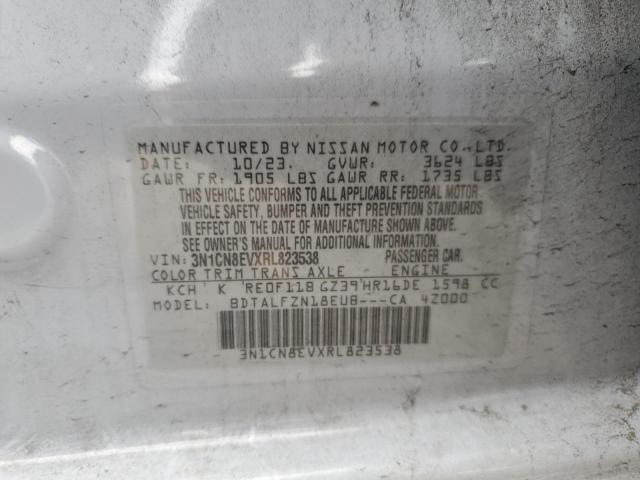 MANUFACTURED BY NISSAN MOTOR CO.,LTD.
DATE: 10/23. GVWR: 3624 LBS
GAWR FR: 1905 LBS GAWR RR: 1735 LBS
THIS VEHICLE CONFORMS TO ALL APPLICABLE FEDERAL MOTOR
VEHICLE SAFETY, BUMPER AND THEFT PREVENTION STANDARDS
IN EFFECT ON THE DATE OF MANUFACTURE SHOWN ABOVE.
SEE OWNER'S MANUAL FOR ADDITIONAL INFORMATION.
VIN: 3N1CN8EVXRL823538 PASSENGER CAR.
COLOR TRIM TRANS AXLE ENGINE
KCH K RE0F11B GZ39 HR16DE 1598 CC
MODEL: BDTALFZN18EUB---CA 4Z000
3N1CN8EVXRL823538